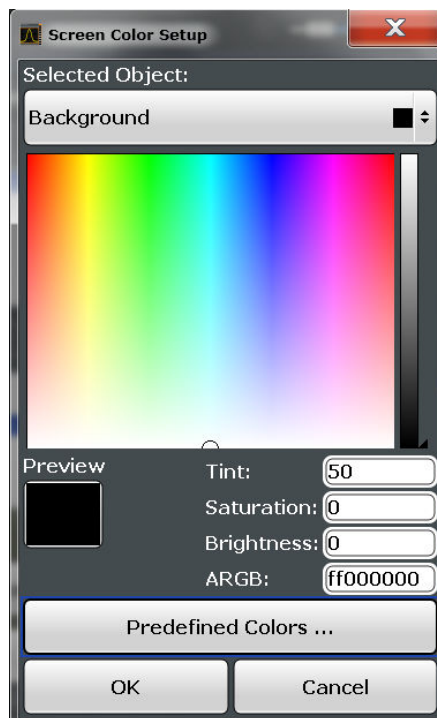 Screen Color Setup
Selected Object:
Background
Preview
Tint: 50
Saturation: 0
Brightness: 0
ARGB: ff000000
Predefined Colors ...
OK Cancel